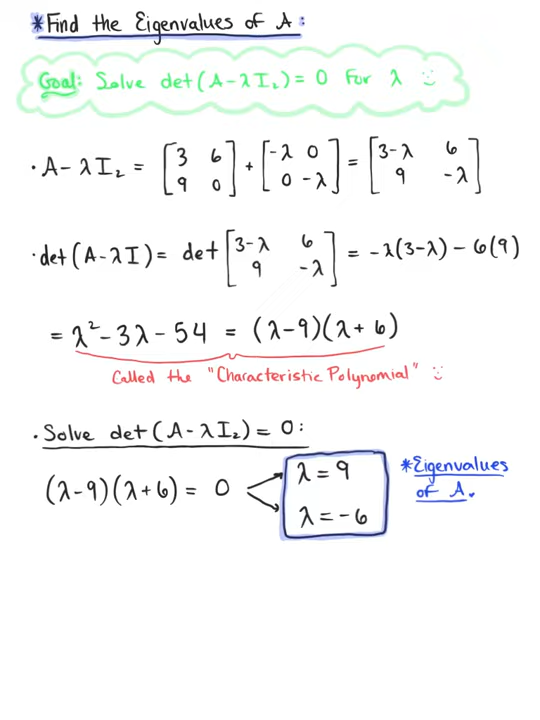 *Find the Eigenvalues of A:
Goal: Solve det(A-λI₂) = 0 For λ :)
· A-λI₂ = [3 6; 9 0] + [-λ 0; 0 -λ] = [3-λ 6; 9 -λ]
· det(A-λI) = det [3-λ 6; 9 -λ] = -λ(3-λ) - 6(9)
= λ² - 3λ - 54 = (λ-9)(λ+6)
Called the "Characteristic Polynomial" :)
· Solve det(A-λI₂) = 0:
(λ-9)(λ+6) = 0
λ = 9
λ = -6
*Eigenvalues
of A.